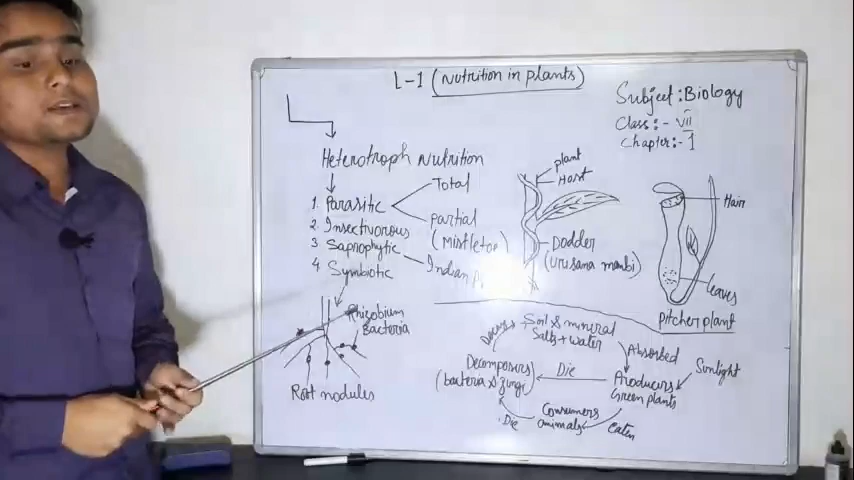 L-1 (Nutrition in plants)
Subject: Biology
Class:- vii
Chapter:- 1
Heterotroph Nutrition
1. Parasitic
Total
partial
(Mistletoe)
2 Insectivorous
3 Saprophytic
Indian
4 Symbiotic
Rhizobium
Bacteria
Root nodules
plant
Host
Dodder
Hair
leaves
Pitcher plant
Soil & mineral
Salts + water
Absorbed
Sunlight
Producers
Green plants
Eaten
Consumers
animals
Die
Decomposers
(bacteria & fungi)
Die
Decays